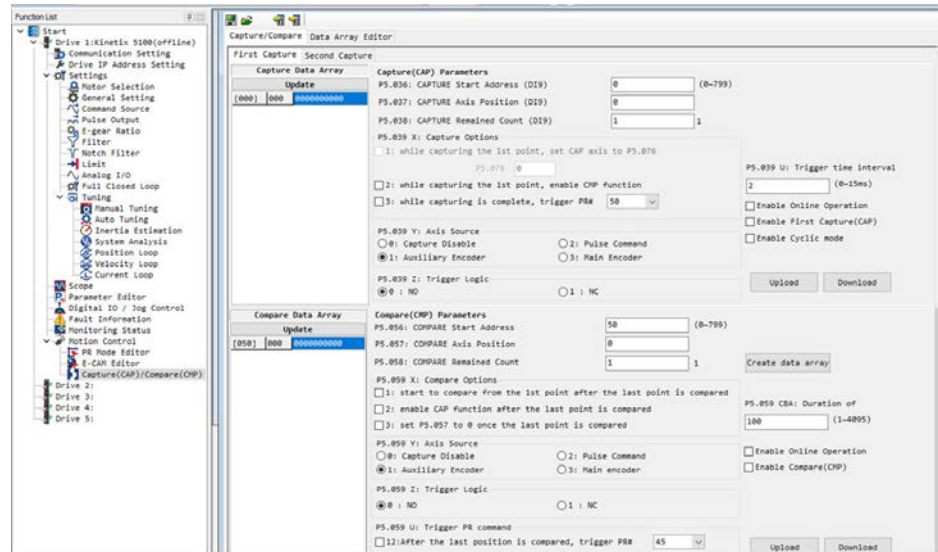 Function List
Start
Drive 1:Kinetix 5100(offline)
Communication Setting
Drive IP Address Setting
Settings
Motor Selection
General Setting
Command Source
Pulse Output
E-gear Ratio
Filter
Notch Filter
Limit
Analog I/O
Full Closed Loop
Tuning
Manual Tuning
Auto Tuning
Inertia Estimation
System Analysis
Position Loop
Velocity Loop
Current Loop
Scope
Parameter Editor
Digital IO / Jog Control
Fault Information
Monitoring Status
Motion Control
PR Mode Editor
E-CAM Editor
Capture(CAP)/Compare(CMP)
Drive 2:
Drive 3:
Drive 4:
Drive 5:
Capture/Compare Data Array Editor
First Capture Second Capture
Capture Data Array
Update
[000] 000 0000000000
Capture(CAP) Parameters
P5.036: CAPTURE Start Address (DI9) 0 (0~799)
P5.037: CAPTURE Axis Position (DI9) 0
P5.038: CAPTURE Remained Count (DI9) 1 1
P5.039 X: Capture Options
1: while capturing the 1st point, set CAP axis to P5.076
P5.076 0
2: while capturing the 1st point, enable CMP function
3: while capturing is complete, trigger PR# 50
P5.039 Y: Axis Source
0: Capture Disable 2: Pulse Command
1: Auxiliary Encoder 3: Main Encoder
P5.039 Z: Trigger Logic
0 : NO 1 : NC
P5.039 U: Trigger time interval
2 (0~15ms)
Enable Online Operation
Enable First Capture(CAP)
Enable Cyclic mode
Upload Download
Compare Data Array
Update
[050] 000 0000000000
Compare(CMP) Parameters
P5.056: COMPARE Start Address 50 (0~799)
P5.057: COMPARE Axis Position 0
P5.058: COMPARE Remained Count 1 1
Create data array
P5.059 X: Compare Options
1: start to compare from the 1st point after the last point is compared
2: enable CAP function after the last point is compared
3: set P5.057 to 0 once the last point is compared
P5.059 Y: Axis Source
0: Capture Disable 2: Pulse Command
1: Auxiliary Encoder 3: Main encoder
P5.059 Z: Trigger Logic
0 : NO 1 : NC
P5.059 U: Trigger PR command
12:After the last position is compared, trigger PR# 45
P5.059 CBA: Duration of
100 (1~4095)
Enable Online Operation
Enable Compare(CMP)
Upload Download